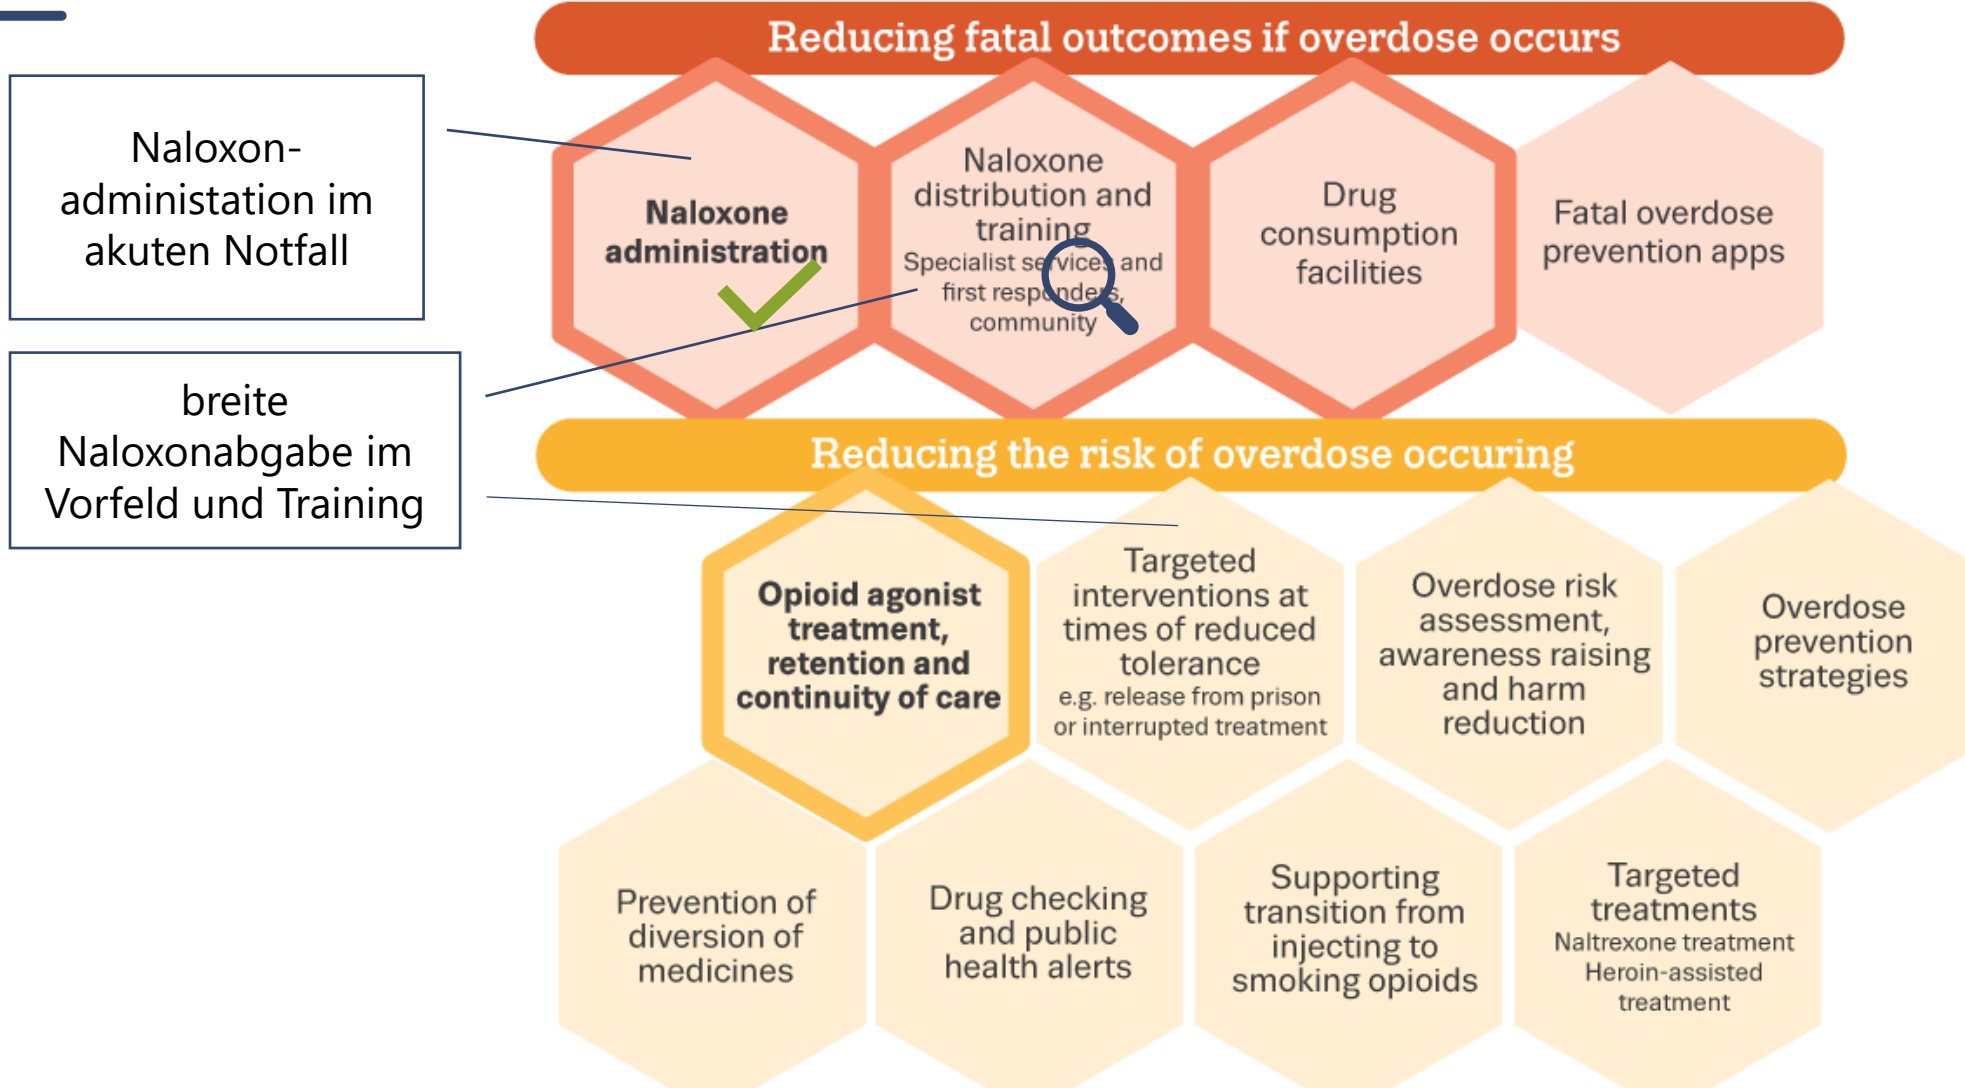 Reducing fatal outcomes if overdose occurs
Naloxon-
administation im
akuten Notfall
Naloxone
administration
Naloxone
distribution and
training
Specialist services and
first responders,
community
Drug
consumption
facilities
Fatal overdose
prevention apps
breite
Naloxonabgabe im
Vorfeld und Training
Reducing the risk of overdose occuring
Opioid agonist
treatment,
retention and
continuity of care
Targeted
interventions at
times of reduced
tolerance
e.g. release from prison
or interrupted treatment
Overdose risk
assessment,
awareness raising
and harm
reduction
Overdose
prevention
strategies
Prevention of
diversion of
medicines
Drug checking
and public
health alerts
Supporting
transition from
injecting to
smoking opioids
Targeted
treatments
Naltrexone treatment
Heroin-assisted
treatment